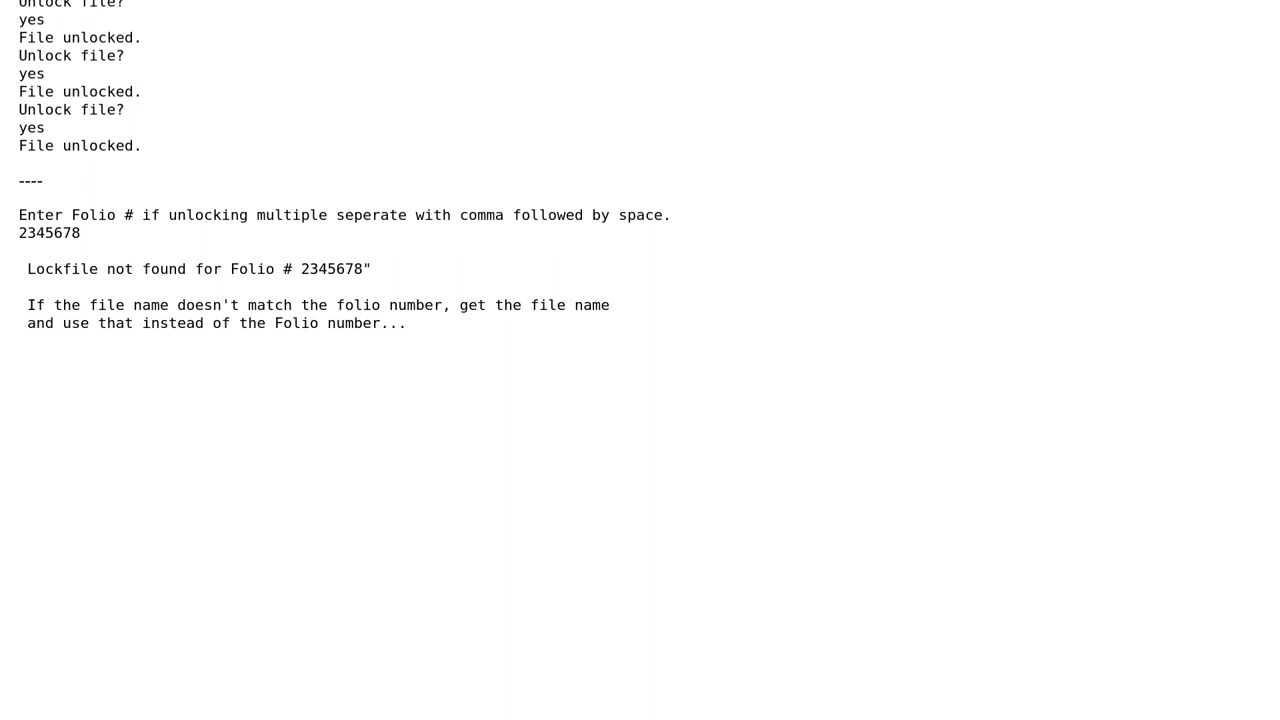 Unlock file?
yes
File unlocked.
Unlock file?
yes
File unlocked.
Unlock file?
yes
File unlocked.
----
Enter Folio # if unlocking multiple seperate with comma followed by space.
2345678
Lockfile not found for Folio # 2345678"
If the file name doesn't match the folio number, get the file name
and use that instead of the Folio number...